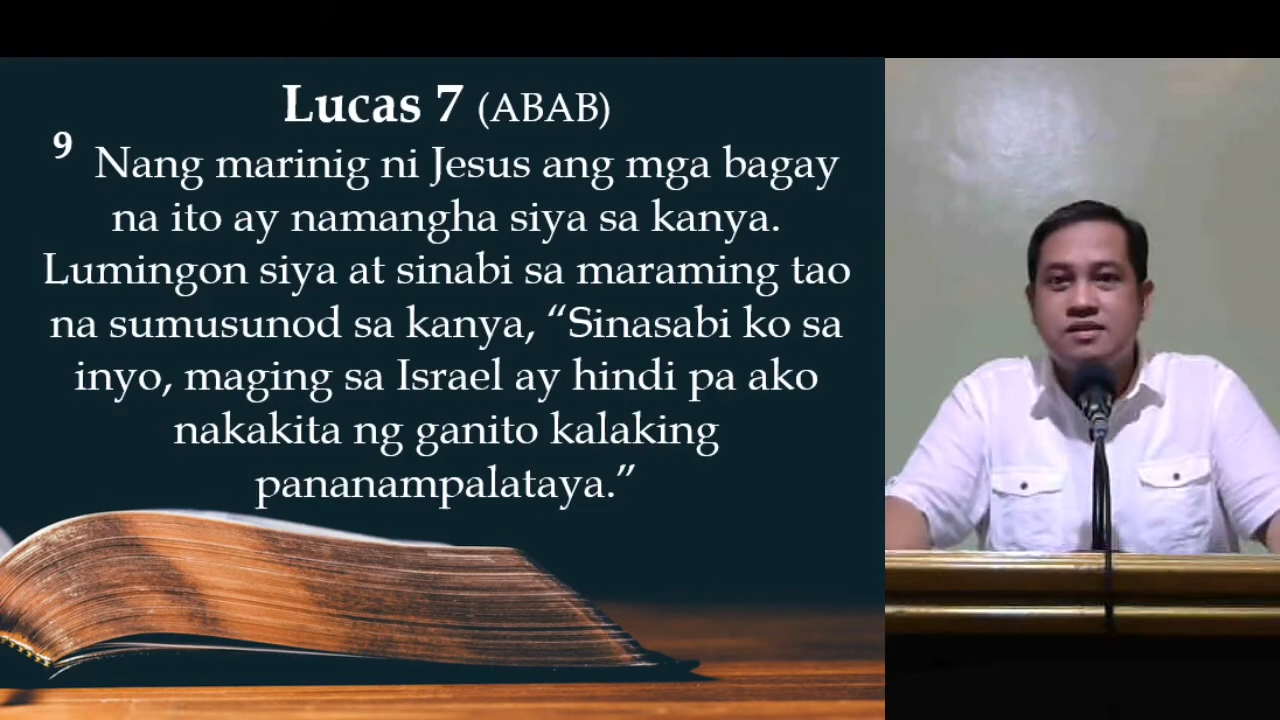 Lucas 7 (ABAB)
9 Nang marinig ni Jesus ang mga bagay
na ito ay namangha siya sa kanya.
Lumingon siya at sinabi sa maraming tao
na sumusunod sa kanya, “Sinasabi ko sa
inyo, maging sa Israel ay hindi pa ako
nakakita ng ganito kalaking
pananampalataya.”